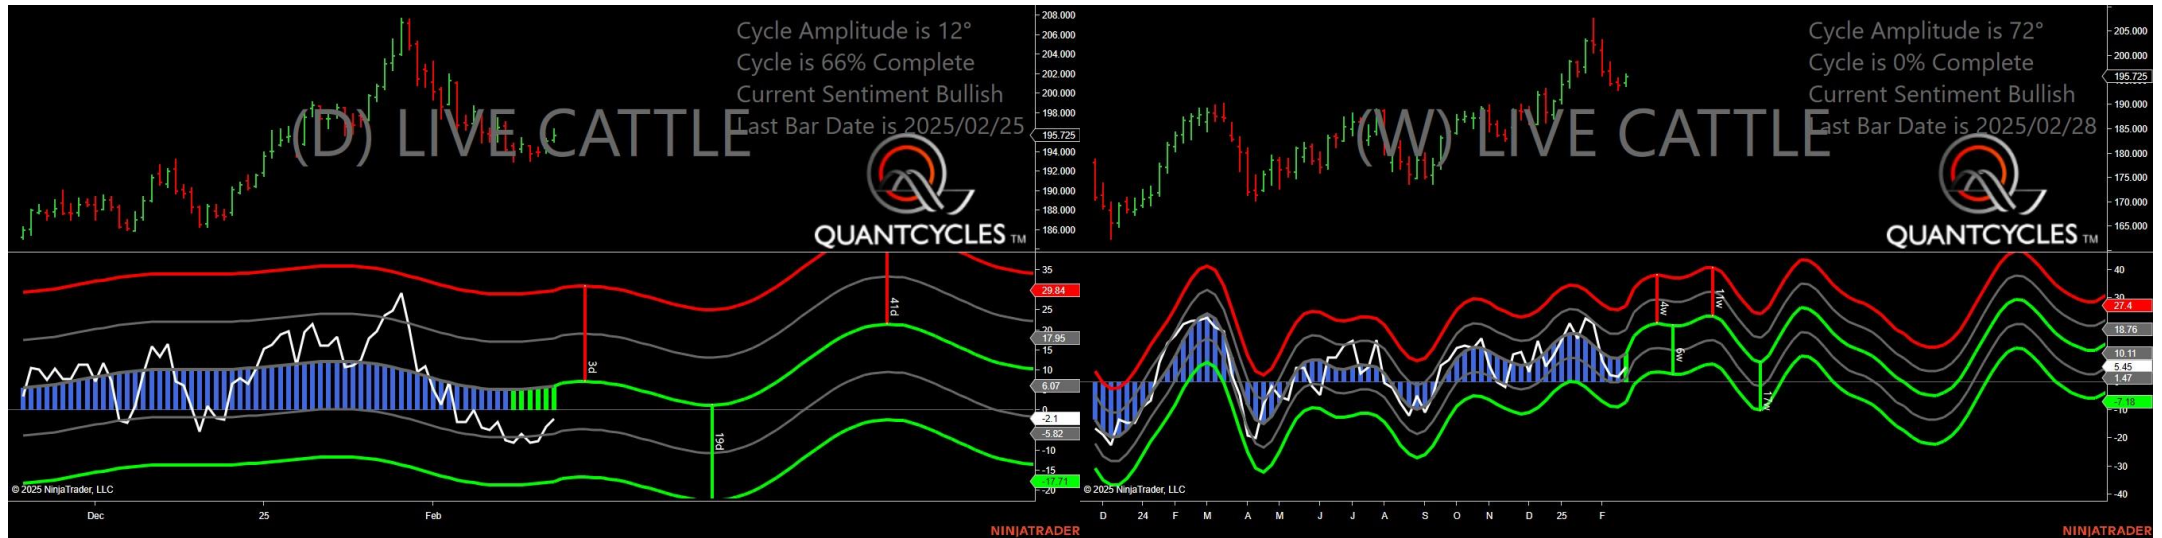 Cycle Amplitude is 12°
Cycle is 66% Complete
Current Sentiment Bullish
Last Bar Date is 2025/02/25
(D) LIVE CATTLE
QUANTCYCLES TM
208.000
206.000
204.000
202.000
200.000
198.000
195.725
194.000
192.000
190.000
188.000
186.000
35
29.84
25
20
17.95
15
10
6.07
0
-2.1
-5.82
-10
-15
-17.71
-20
3d
19d
41d
© 2025 NinjaTrader, LLC
Dec
25
Feb
NINJATRADER
Cycle Amplitude is 72°
Cycle is 0% Complete
Current Sentiment Bullish
Last Bar Date is 2025/02/28
(W) LIVE CATTLE
QUANTCYCLES TM
205.000
200.000
195.725
190.000
185.000
180.000
175.000
170.000
165.000
40
30
27.4
18.76
10.11
5.45
1.47
-7.18
-10
-20
-30
-40
4w
6w
11w
17w
© 2025 NinjaTrader, LLC
D 24 F M A M J J A S O N D 25 F
NINJATRADER